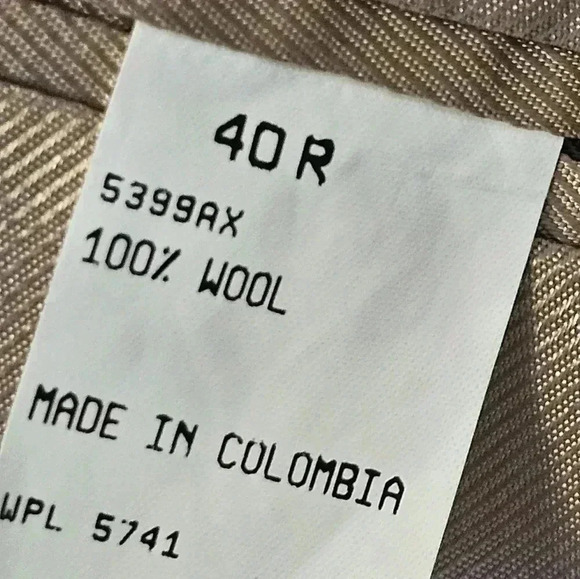 40 R
5399AX
100% WOOL
MADE IN COLOMBIA
WPL 5741